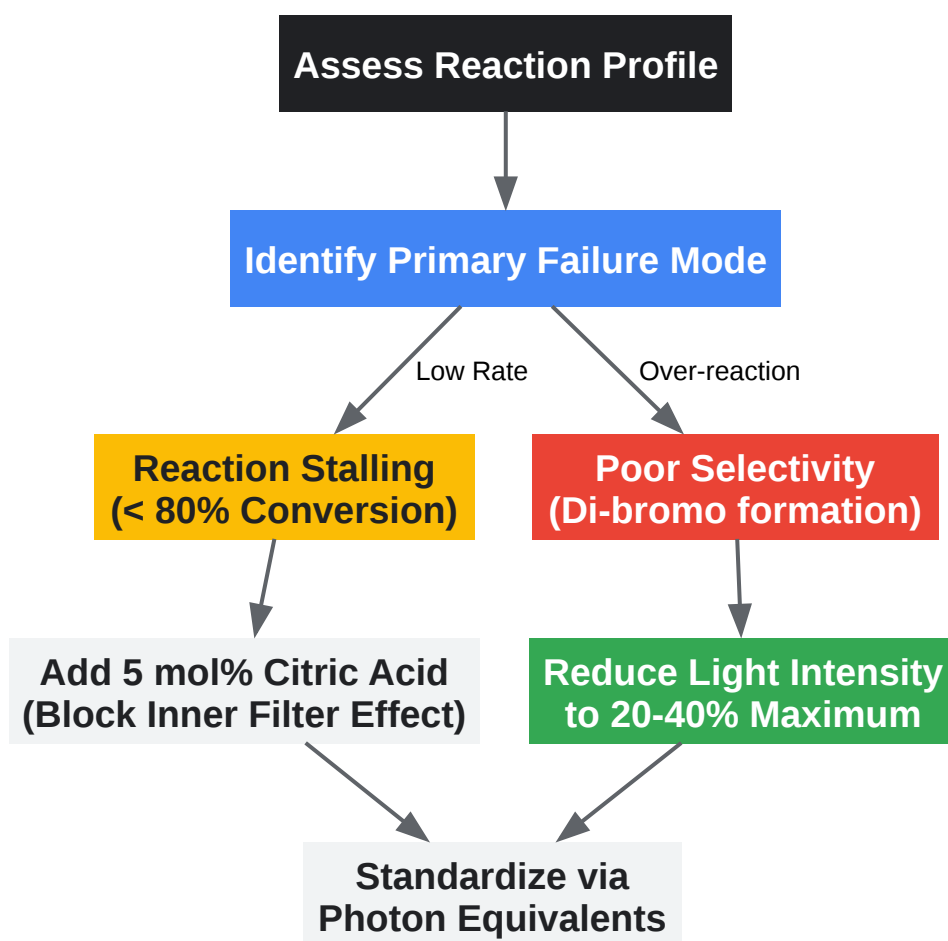 Assess Reaction Profile
Identify Primary Failure Mode
Low Rate
Over-reaction
Reaction Stalling
(< 80% Conversion)
Poor Selectivity
(Di-bromo formation)
Add 5 mol% Citric Acid
(Block Inner Filter Effect)
Reduce Light Intensity
to 20-40% Maximum
Standardize via
Photon Equivalents